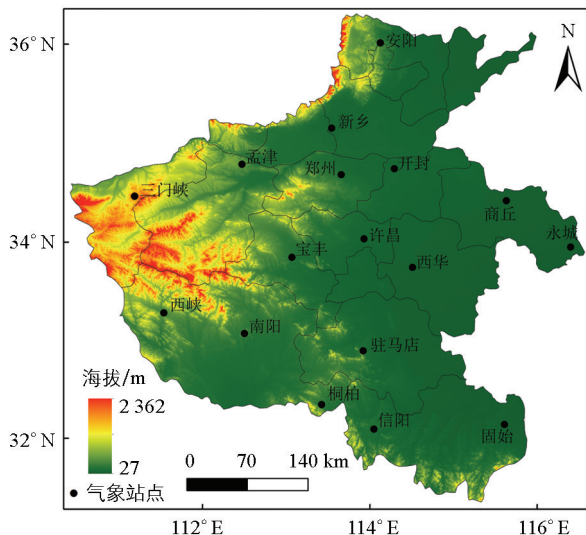 36° N
安阳
N
新乡
孟津
郑州
开封
三门峡
商丘
34° N
宝丰
许昌
西华
永城
西峡
南阳
驻马店
海拔/m
2 362
27
桐柏
信阳
固始
32° N
0 70 140 km
气象站点
112° E
114° E
116° E